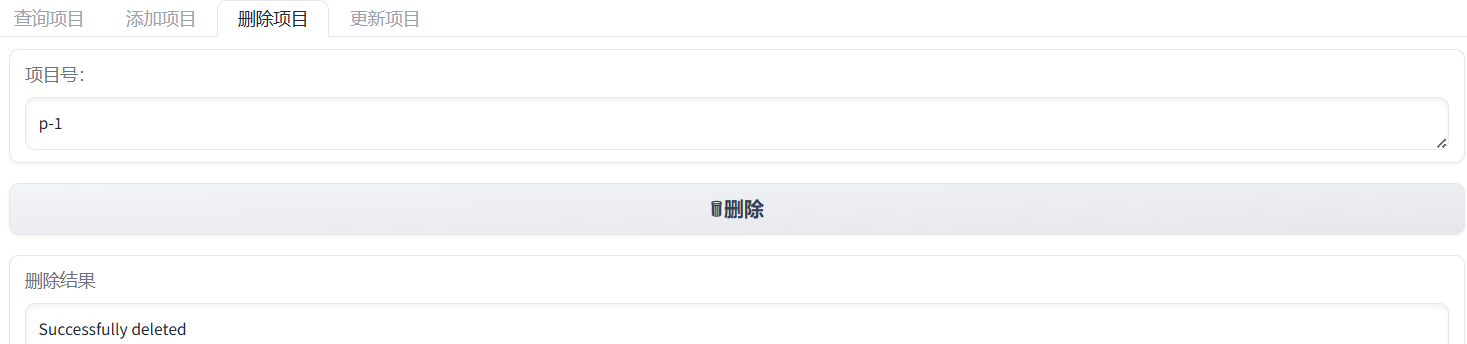 查询项目 添加项目 删除项目 更新项目
项目号:
p-1
删除
删除结果
Successfully deleted